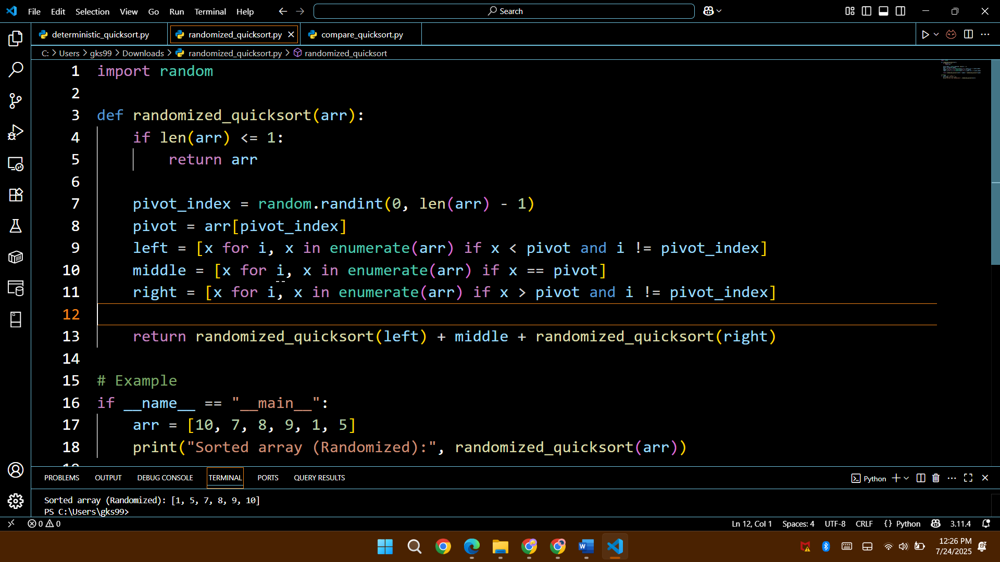 File Edit Selection View Go Run Terminal Help Search
deterministic_quicksort.py randomized_quicksort.py compare_quicksort.py
C: > Users > gks99 > Downloads > randomized_quicksort.py > randomized_quicksort
1 import random
2
3 def randomized_quicksort(arr):
4 if len(arr) <= 1:
5 return arr
6
7 pivot_index = random.randint(0, len(arr) - 1)
8 pivot = arr[pivot_index]
9 left = [x for i, x in enumerate(arr) if x < pivot and i != pivot_index]
10 middle = [x for i, x in enumerate(arr) if x == pivot]
11 right = [x for i, x in enumerate(arr) if x > pivot and i != pivot_index]
12
13 return randomized_quicksort(left) + middle + randomized_quicksort(right)
14
15 # Example
16 if __name__ == "__main__":
17 arr = [10, 7, 8, 9, 1, 5]
18 print("Sorted array (Randomized):", randomized_quicksort(arr))
PROBLEMS OUTPUT DEBUG CONSOLE TERMINAL PORTS QUERY RESULTS Python
Sorted array (Randomized): [1, 5, 7, 8, 9, 10]
PS C:\Users\gks99>
0 0 Ln 12, Col 1 Spaces: 4 UTF-8 CRLF {} Python 3.11.4
12:26 PM
7/24/2025